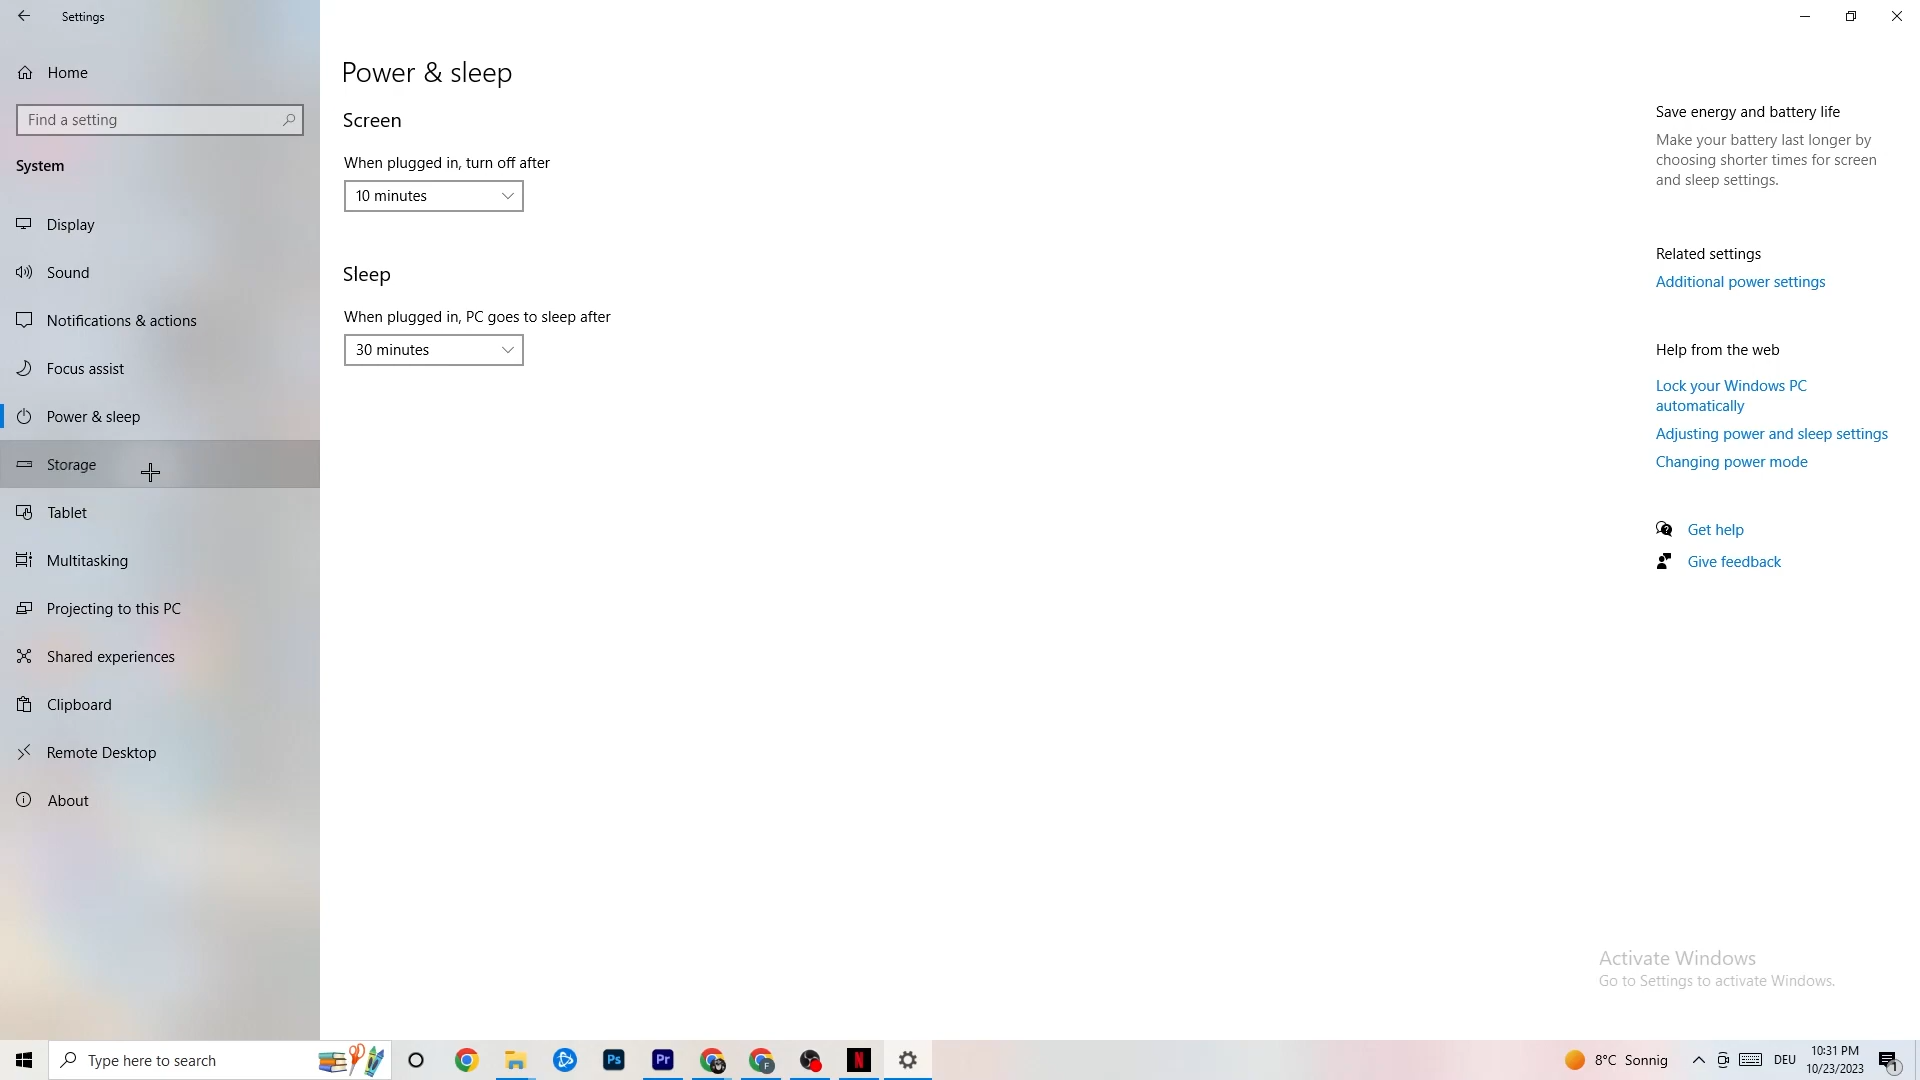 Settings
Home
Find a setting
System
Display
Sound
Notifications & actions
Focus assist
Power & sleep
Storage
Tablet
Multitasking
Projecting to this PC
Shared experiences
Clipboard
Remote Desktop
About
Power & sleep
Screen
When plugged in, turn off after
10 minutes
Sleep
When plugged in, PC goes to sleep after
30 minutes
Save energy and battery life
Make your battery last longer by
choosing shorter times for screen
and sleep settings.
Related settings
Additional power settings
Help from the web
Lock your Windows PC
automatically
Adjusting power and sleep settings
Changing power mode
Get help
Give feedback
Activate Windows
Go to Settings to activate Windows.
Type here to search
Ps
Pr
F
N
8°C Sonnig
DEU
10:31 PM
10/23/2023
1